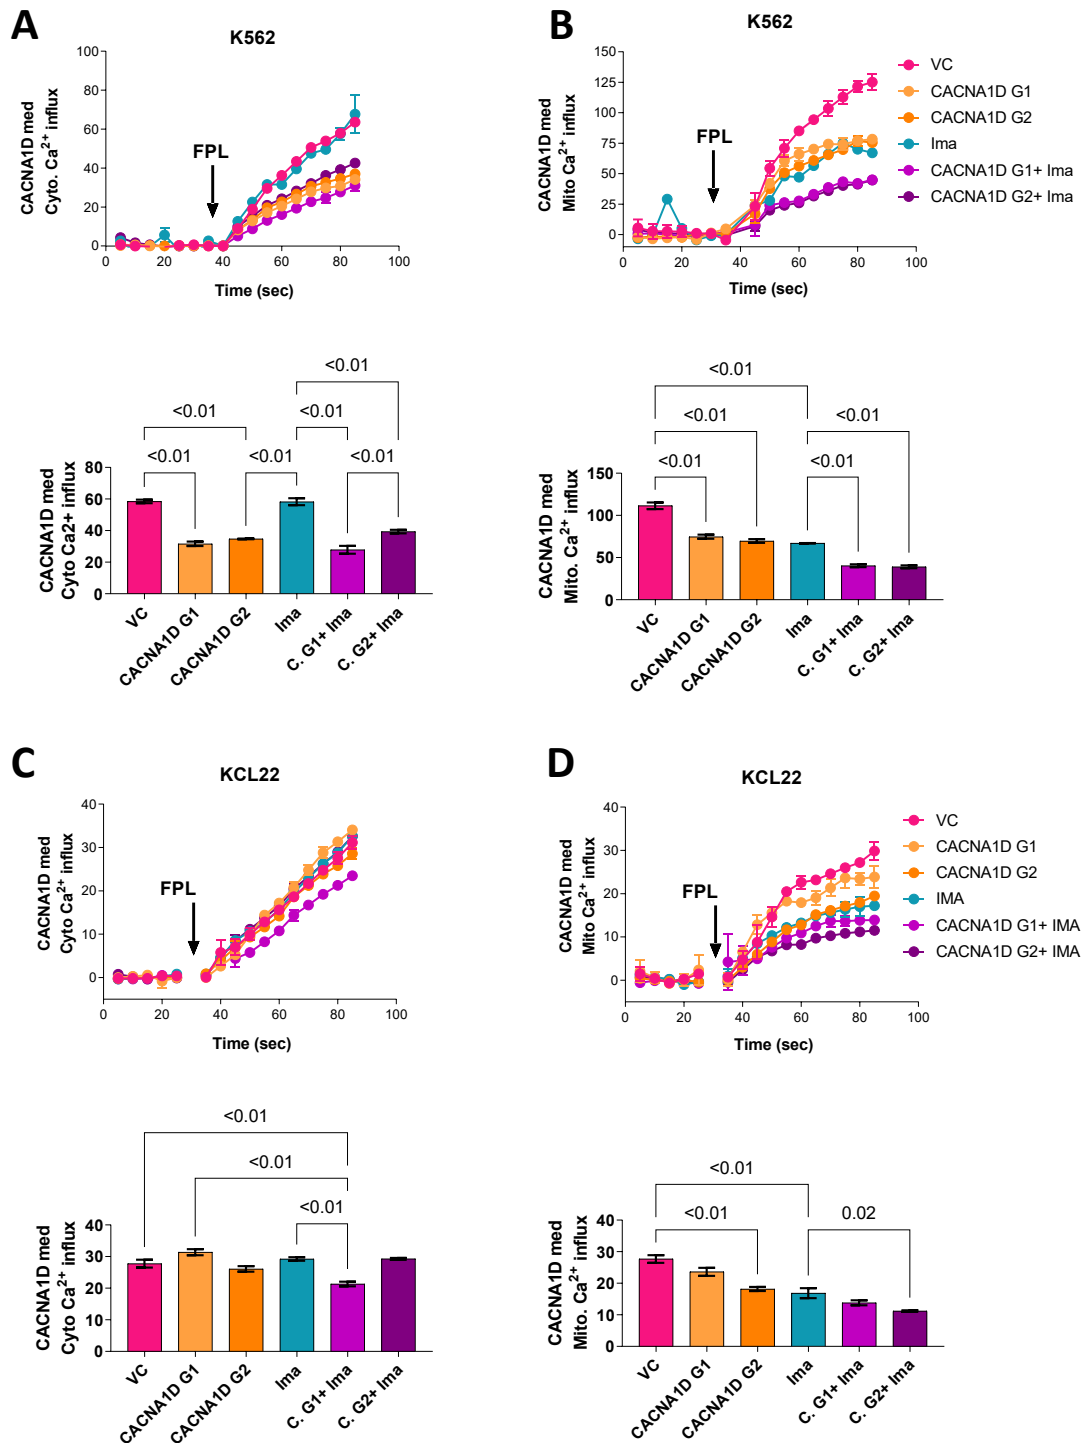 A
K562
CACNA1D med
Cyto. Ca²⁺ influx
100
80
60
40
20
0
FPL
0 20 40 60 80 100
Time (sec)
B
K562
CACNA1D med
Mito Ca²⁺ influx
150
125
100
75
50
25
0
FPL
0 20 40 60 80 100
Time (sec)
VC
CACNA1D G1
CACNA1D G2
Ima
CACNA1D G1+ Ima
CACNA1D G2+ Ima
<0.01
<0.01
<0.01
<0.01
<0.01
<0.01
<0.01
CACNA1D med
Cyto Ca2+ influx
80
60
40
20
0
VC
CACNA1D G1
CACNA1D G2
Ima
C. G1+ Ima
C. G2+ Ima
<0.01
<0.01
<0.01
<0.01
<0.01
CACNA1D med
Mito. Ca²⁺ influx
150
100
50
0
VC
CACNA1D G1
CACNA1D G2
Ima
C. G1+ Ima
C. G2+ Ima
C
KCL22
CACNA1D med
Cyto Ca²⁺ influx
40
30
20
10
0
FPL
0 20 40 60 80 100
Time (sec)
D
KCL22
CACNA1D med
Mito Ca²⁺ influx
40
30
20
10
0
FPL
0 20 40 60 80 100
Time (sec)
VC
CACNA1D G1
CACNA1D G2
IMA
CACNA1D G1+ IMA
CACNA1D G2+ IMA
<0.01
<0.01
<0.01
CACNA1D med
Cyto Ca²⁺ influx
40
30
20
10
0
VC
CACNA1D G1
CACNA1D G2
Ima
C. G1+ Ima
C. G2+ Ima
<0.01
<0.01
0.02
CACNA1D med
Mito. Ca²⁺ influx
40
30
20
10
0
VC
CACNA1D G1
CACNA1D G2
Ima
C. G1+ Ima
C. G2+ Ima